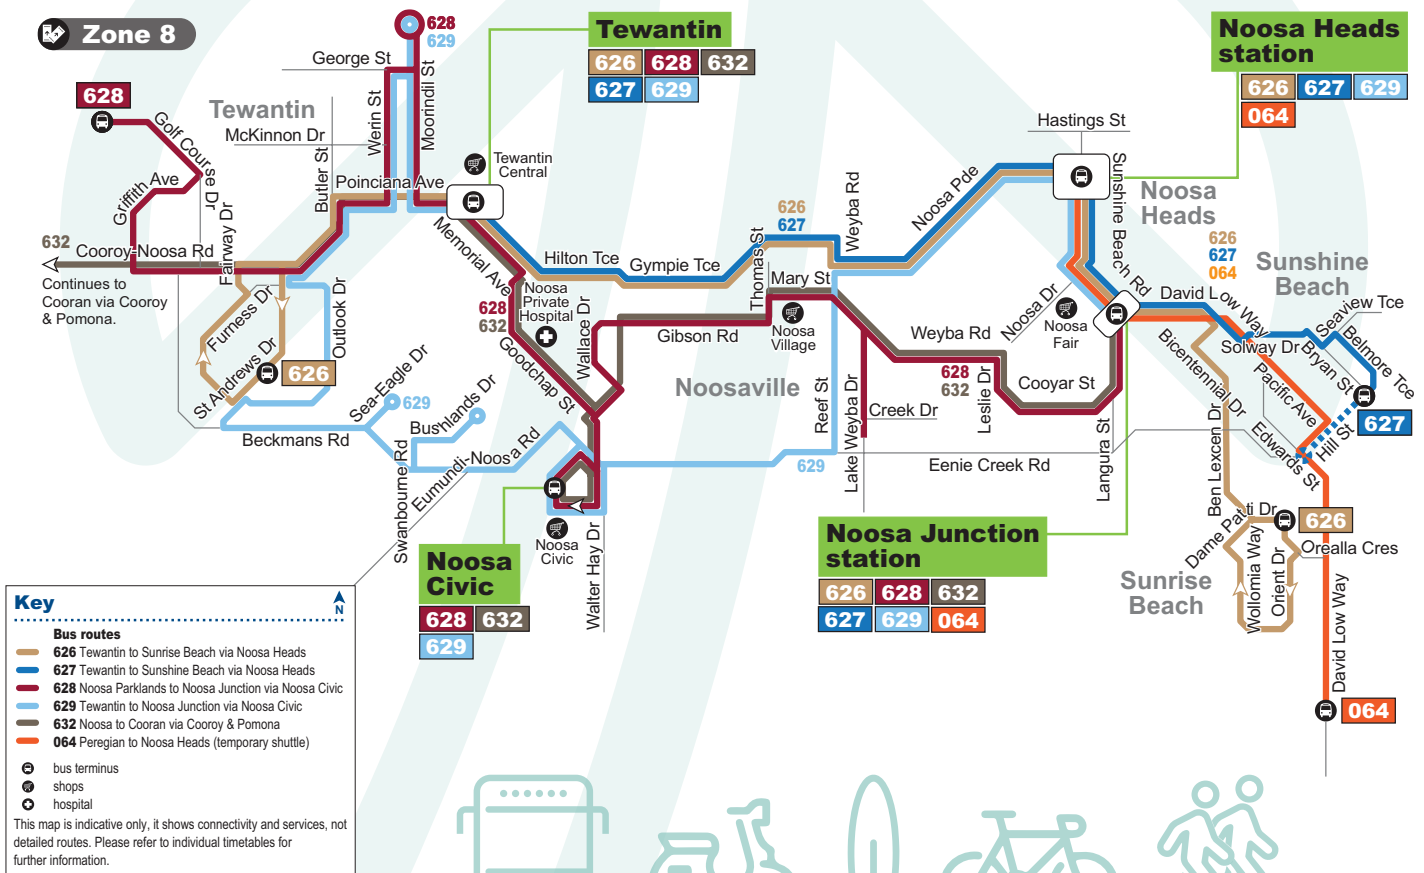 Zone 8
628
629
George St
Tewantin
626 628 632
627 629
Noosa Heads
station
626 627 629
064
628
Golf Course Dr
Griffith Ave
Tewantin
McKinnon Dr
Werin St
Moorindil St
Butler St
Poinciana Ave
Tewantin
Central
Hastings St
Sunshine Beach Rd
Noosa
Heads
632
Cooroy-Noosa Rd
Continues to
Cooran via Cooroy
& Pomona.
Fairway Dr
Memorial Ave
Hilton Tce
Gympie Tce
626
627
Thomas St
Weyba Rd
Noosa Pde
626
627
064
Sunshine
Beach
Furness Dr
Outlook Dr
St Andrews Dr
626
628
632
Noosa
Private
Hospital
Wallace Dr
Goodchap St
Gibson Rd
Mary St
Noosa
Village
Weyba Rd
Noosa Dr
Noosa
Fair
David Low Way
Solway Dr
Seaview Tce
Belmore Tce
Bryan St
Pacific Ave
Bicentennial Dr
Noosaville
628
632
Leslie Dr
Cooyar St
Reef St
Lake Weyba Dr
Creek Dr
Langura St
Ben Lexcen Dr
Edwards St
Hill St
627
Sea-Eagle Dr
629
Bushlands Dr
Beckmans Rd
Swanbourne Rd
Eumundi-Noosa Rd
629
Eenie Creek Rd
Noosa
Civic
Walter Hay Dr
Noosa
Civic
628 632
629
Noosa Junction
station
626 628 632
627 629 064
Dame Patti Dr
626
Orealla Cres
Wollomia Way
Orient Dr
Sunrise
Beach
David Low Way
064
Key
N
Bus routes
626 Tewantin to Sunrise Beach via Noosa Heads
627 Tewantin to Sunshine Beach via Noosa Heads
628 Noosa Parklands to Noosa Junction via Noosa Civic
629 Tewantin to Noosa Junction via Noosa Civic
632 Noosa to Cooran via Cooroy & Pomona
064 Peregian to Noosa Heads (temporary shuttle)
bus terminus
shops
hospital
This map is indicative only, it shows connectivity and services, not
detailed routes. Please refer to individual timetables for
further information.